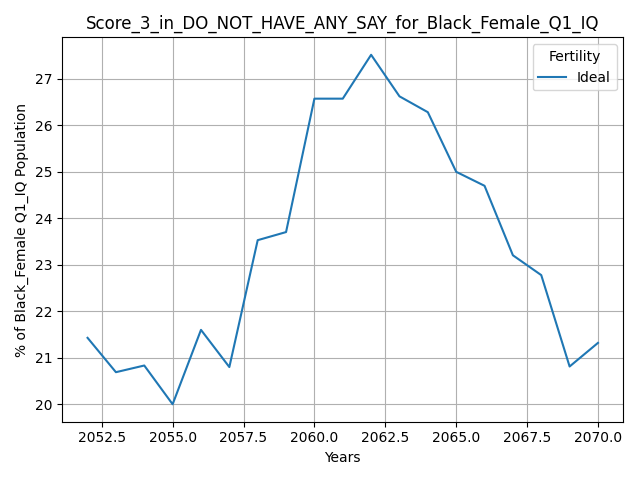 Score_3_in_DO_NOT_HAVE_ANY_SAY_for_Black_Female_Q1_IQ
Fertility
Ideal
% of Black_Female Q1_IQ Population
27
26
25
24
23
22
21
20
2052.5 2055.0 2057.5 2060.0 2062.5 2065.0 2067.5 2070.0
Years